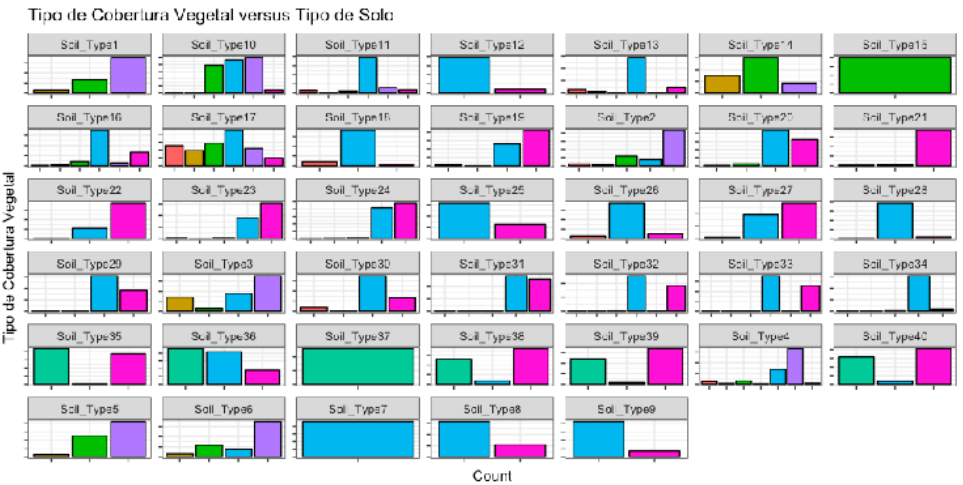 Tipo de Cobertura Vegetal versus Tipo de Solo
Soil_Type1
Soil_Type10
Soil_Type11
Soil_Type12
Soil_Type13
Soil_Type14
Soil_Type15
Soil_Type16
Soil_Type17
Soil_Type18
Soil_Type19
Soil_Type2
Soil_Type20
Soil_Type21
Soil_Type22
Soil_Type23
Soil_Type24
Soil_Type25
Soil_Type26
Soil_Type27
Soil_Type28
Soil_Type29
Soil_Type3
Soil_Type30
Soil_Type31
Soil_Type32
Soil_Type33
Soil_Type34
Soil_Type35
Soil_Type36
Soil_Type37
Soil_Type38
Soil_Type39
Soil_Type4
Soil_Type40
Soil_Type5
Soil_Type6
Soil_Type7
Soil_Type8
Soil_Type9
Tipo de Cobertura Vegetal
Count